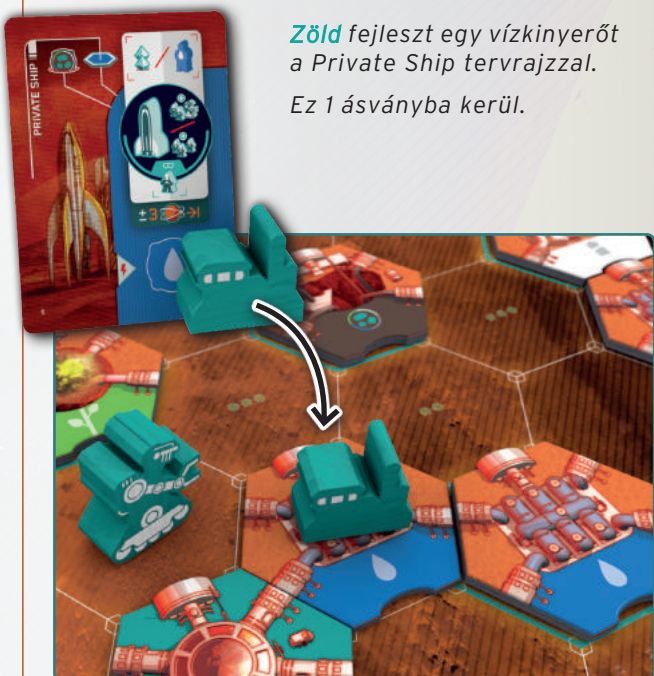 Zöld fejleszt egy vízkinyerőt
a Private Ship tervrajzzal.
Ez 1 ásványba kerül.
PRIVATE SHIP
±3